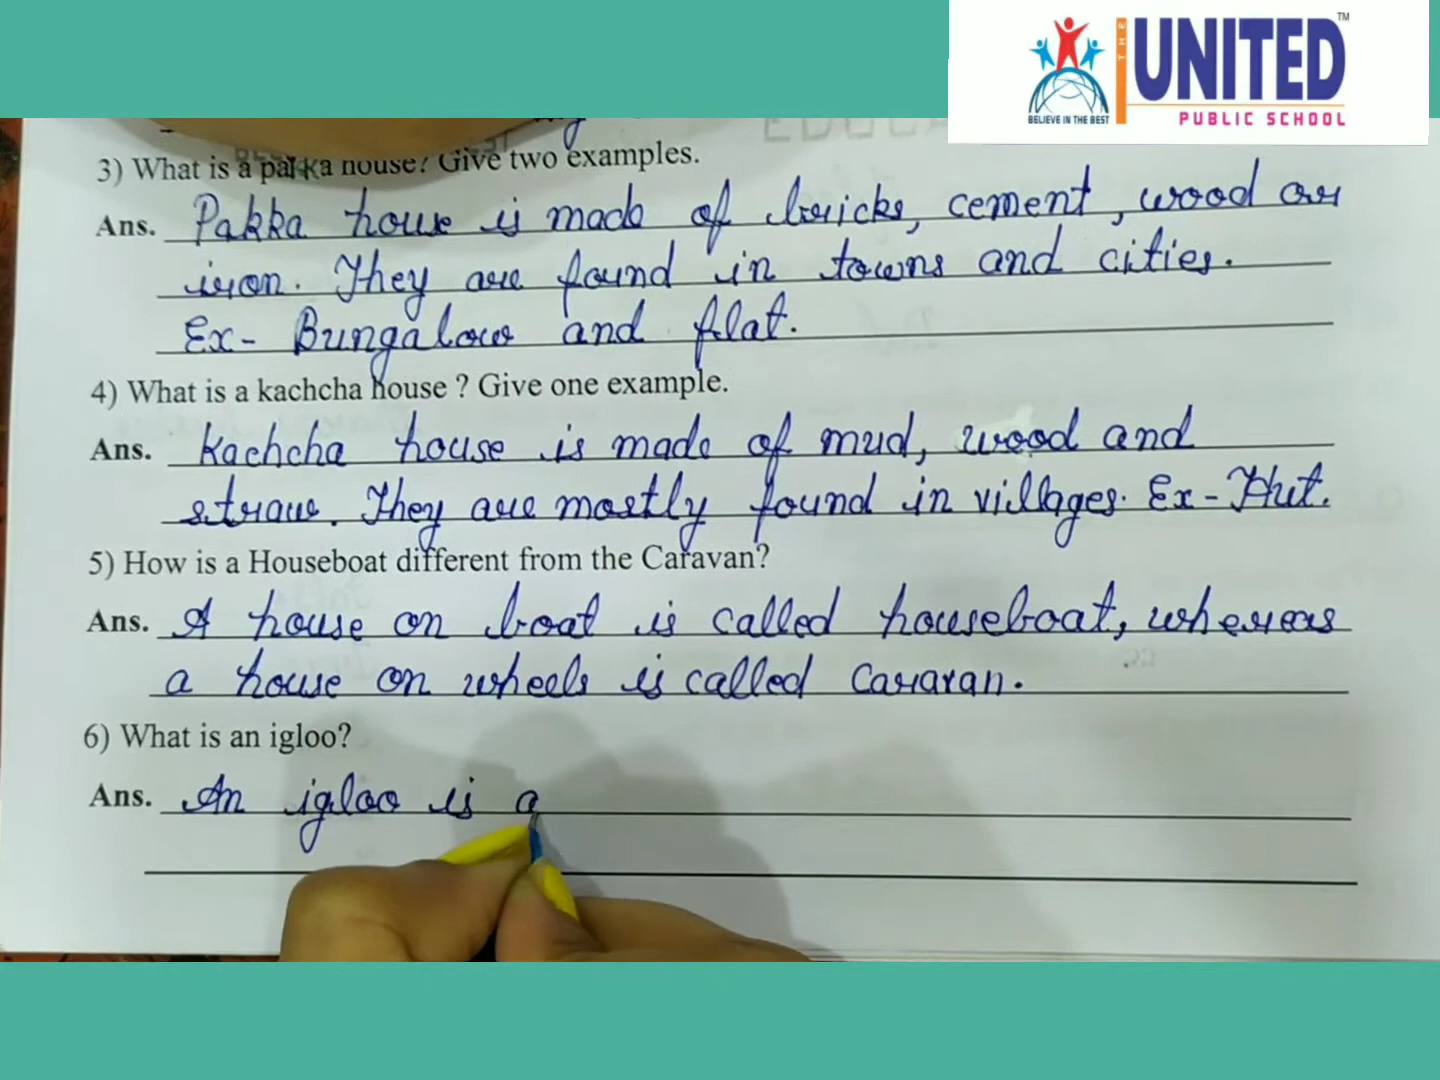 THE UNITED™
BELIEVE IN THE BEST
PUBLIC SCHOOL
3) What is a pakka house? Give two examples.
Ans. Pakka house is made of bricks, cement, wood or
iron. They are found in towns and cities.
Ex- Bungalow and flat.
4) What is a kachcha house ? Give one example.
Ans. Kachcha house is made of mud, wood and
straw. They are mostly found in villages. Ex - Hut.
5) How is a Houseboat different from the Caravan?
Ans. A house on boat is called houseboat, whereas
a house on wheels is called Caravan.
6) What is an igloo?
Ans. An igloo is a